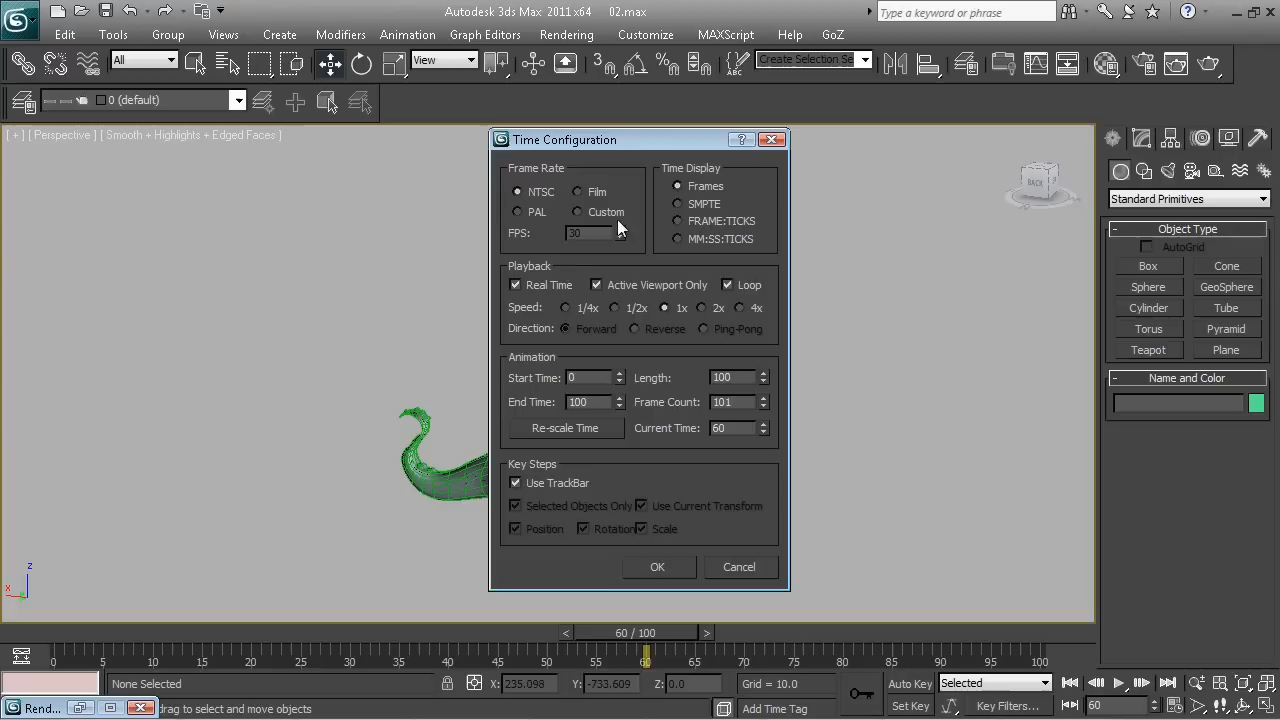 Autodesk 3ds Max 2011 x64 02.max
Type a keyword or phrase
Edit Tools Group Views Create Modifiers Animation Graph Editors Rendering Customize MAXScript Help GoZ
All View Create Selection Se
0 (default)
[ + ] [ Perspective ] [ Smooth + Highlights + Edged Faces ]
BACK
Time Configuration
Frame Rate
NTSC Film
PAL Custom
FPS: 30
Time Display
Frames
SMPTE
FRAME:TICKS
MM:SS:TICKS
Playback
Real Time Active Viewport Only Loop
Speed: 1/4x 1/2x 1x 2x 4x
Direction: Forward Reverse Ping-Pong
Animation
Start Time: 0 Length: 100
End Time: 100 Frame Count: 101
Re-scale Time Current Time: 60
Key Steps
Use TrackBar
Selected Objects Only Use Current Transform
Position Rotation Scale
OK Cancel
Standard Primitives
- Object Type
AutoGrid
Box Cone
Sphere GeoSphere
Cylinder Tube
Torus Pyramid
Teapot Plane
- Name and Color
z
x
< 60 / 100 >
0 5 10 15 20 25 30 35 40 45 50 55 60 65 70 75 80 85 90 95 100
None Selected X: 235.098 Y: -733.609 Z: 0.0 Grid = 10.0 Auto Key Selected
Rend... drag to select and move objects Add Time Tag Set Key Key Filters... 60